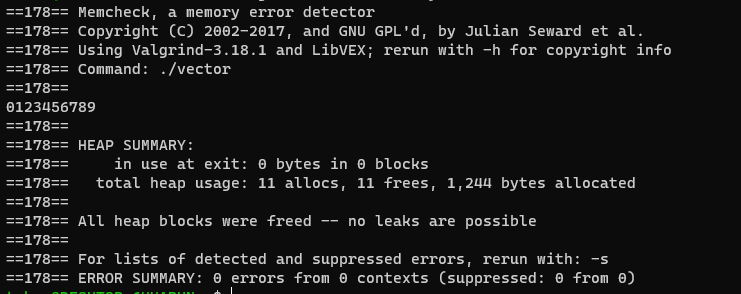 ==178== Memcheck, a memory error detector
==178== Copyright (C) 2002-2017, and GNU GPL'd, by Julian Seward et al.
==178== Using Valgrind-3.18.1 and LibVEX; rerun with -h for copyright info
==178== Command: ./vector
==178==
0123456789
==178==
==178== HEAP SUMMARY:
==178==     in use at exit: 0 bytes in 0 blocks
==178==   total heap usage: 11 allocs, 11 frees, 1,244 bytes allocated
==178==
==178== All heap blocks were freed -- no leaks are possible
==178==
==178== For lists of detected and suppressed errors, rerun with: -s
==178== ERROR SUMMARY: 0 errors from 0 contexts (suppressed: 0 from 0)